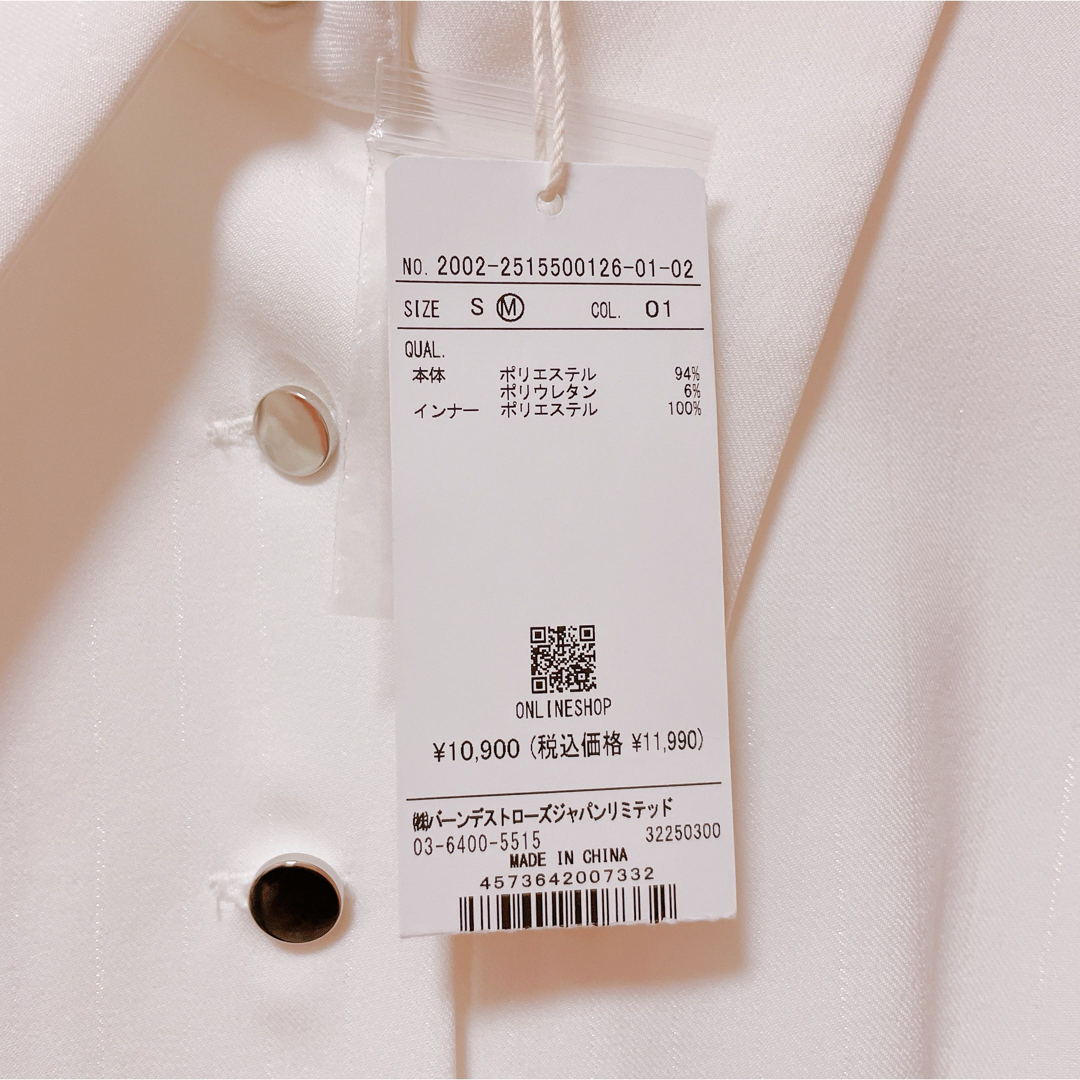 NO. 2002-2515500126-01-02
SIZE S Ⓜ COL. 01
QUAL.
本体 ポリエステル 94%
ポリウレタン 6%
インナー ポリエステル 100%
ONLINESHOP
¥10,900 (税込価格 ¥11,990)
㈱バーンデストローズジャパンリミテッド
03-6400-5515 32250300
MADE IN CHINA
4573642007332